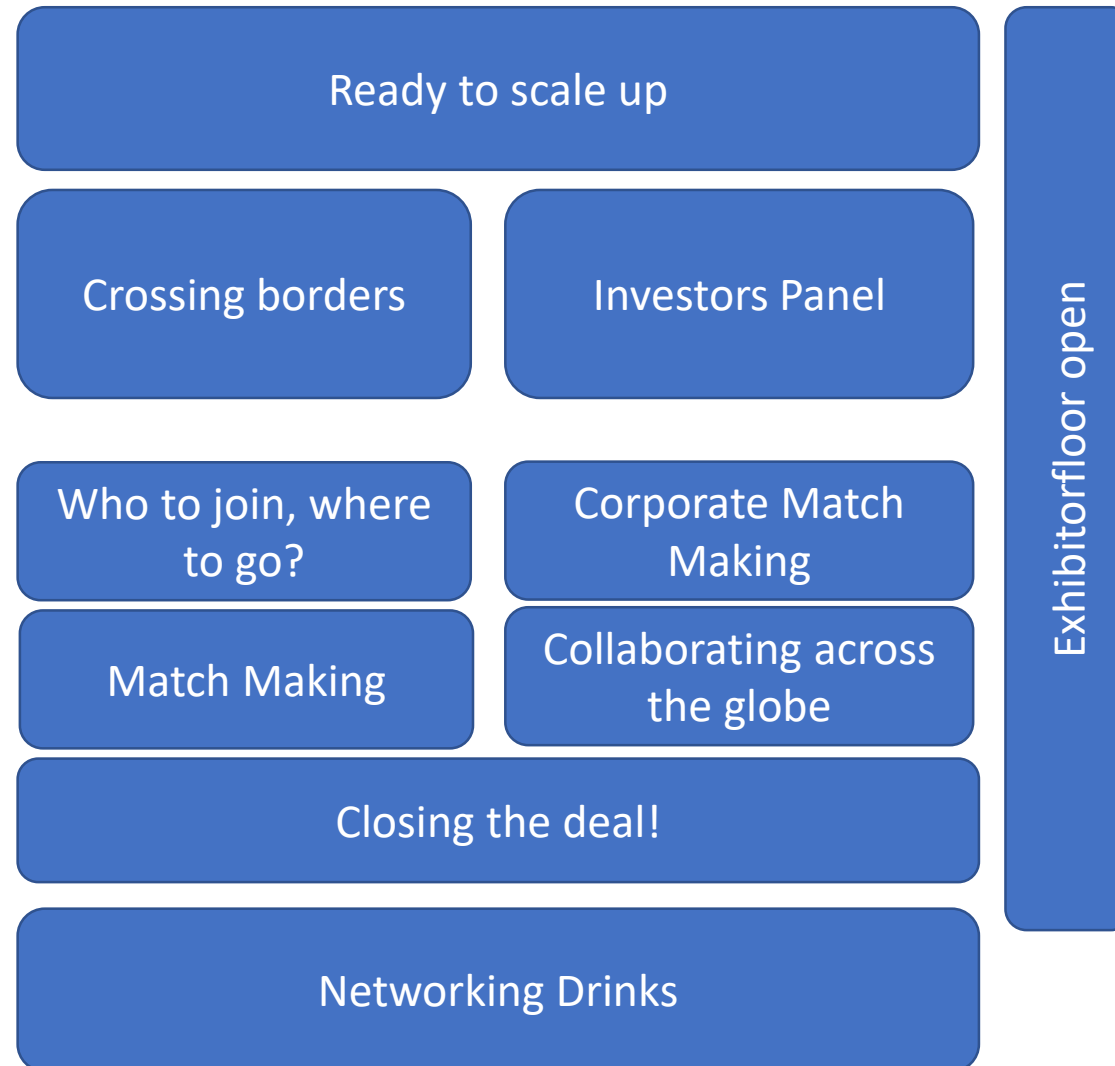 Ready to scale up
Crossing borders
Investors Panel
Who to join, where
to go?
Corporate Match
Making
Match Making
Collaborating across
the globe
Closing the deal!
Networking Drinks
Exhibitorfloor open